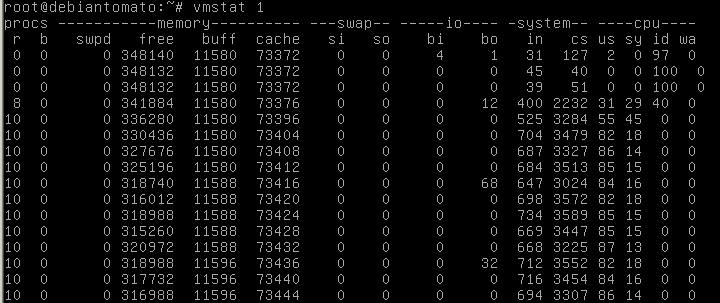 root@debiantomato:~# vmstat 1
procs -----------memory---------- ---swap-- -----io---- -system-- ----cpu----
 r  b   swpd   free   buff  cache   si   so    bi    bo   in   cs us sy id wa
 0  0      0 348140  11580  73372    0    0     4     1   31  127  2  0 97  0
 0  0      0 348132  11580  73372    0    0     0     0   45   40  0  0 100  0
 0  0      0 348132  11580  73372    0    0     0     0   39   51  0  0 100  0
 8  0      0 341884  11580  73376    0    0     0    12  400 2232 31 29 40  0
10  0      0 336280  11580  73396    0    0     0     0  525 3284 55 45  0  0
10  0      0 330436  11588  73404    0    0     0     0  704 3479 82 18  0  0
10  0      0 327676  11580  73408    0    0     0     0  687 3327 86 14  0  0
10  0      0 325196  11580  73412    0    0     0     0  684 3513 85 15  0  0
10  0      0 318740  11588  73416    0    0     0    68  647 3024 84 16  0  0
10  0      0 316012  11588  73420    0    0     0     0  698 3572 82 18  0  0
10  0      0 318988  11588  73424    0    0     0     0  734 3589 85 15  0  0
10  0      0 315260  11588  73428    0    0     0     0  669 3447 85 15  0  0
10  0      0 320972  11588  73432    0    0     0     0  668 3225 87 13  0  0
10  0      0 318988  11596  73436    0    0     0    32  712 3552 82 18  0  0
10  0      0 317732  11596  73440    0    0     0     0  716 3454 84 16  0  0
10  0      0 316988  11596  73444    0    0     0     0  694 3307 86 14  0  0